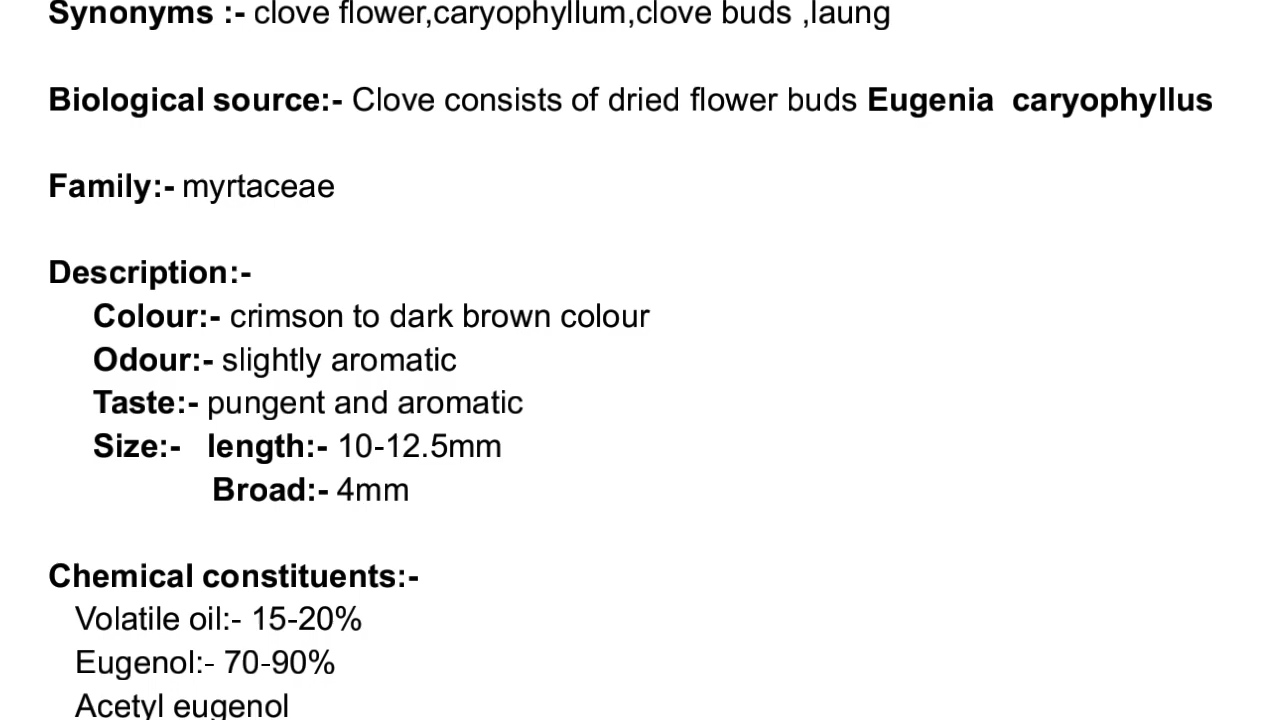 Synonyms :- clove flower,caryophyllum,clove buds ,laung
Biological source:- Clove consists of dried flower buds Eugenia caryophyllus
Family:- myrtaceae
Description:-
Colour:- crimson to dark brown colour
Odour:- slightly aromatic
Taste:- pungent and aromatic
Size:- length:- 10-12.5mm
Broad:- 4mm
Chemical constituents:-
Volatile oil:- 15-20%
Eugenol:- 70-90%
Acetyl eugenol